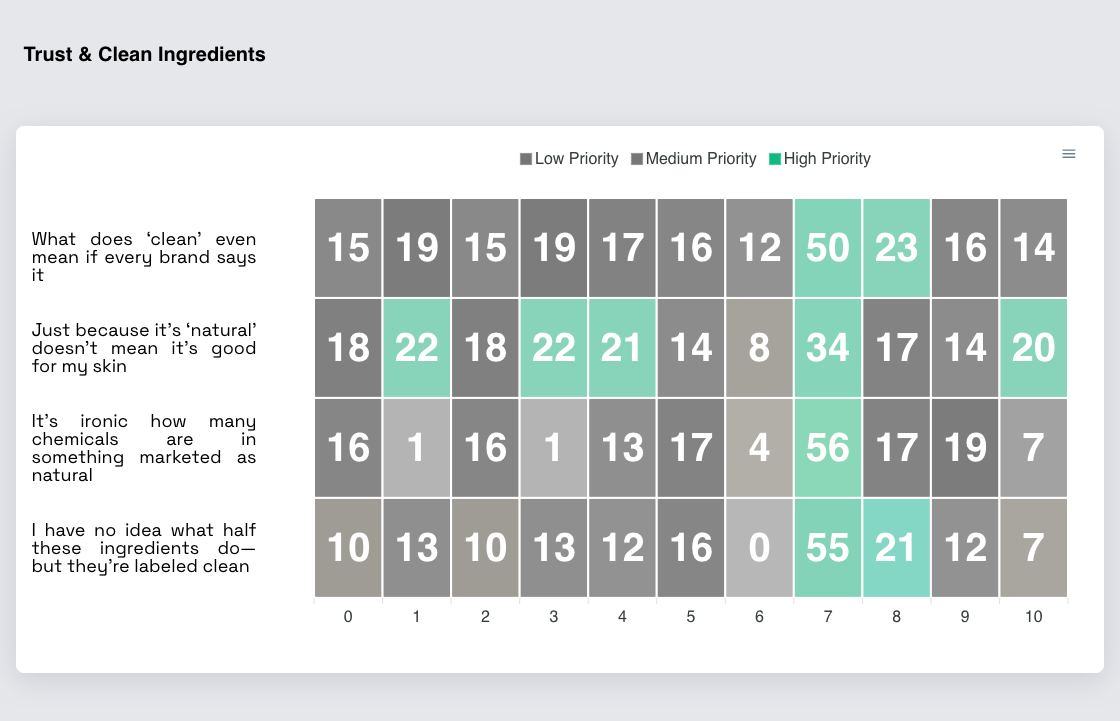 Trust & Clean Ingredients
Low Priority Medium Priority High Priority
What does ‘clean’ even
mean if every brand says
it
15 19 15 19 17 16 12 50 23 16 14
Just because it’s ‘natural’
doesn’t mean it’s good
for my skin
18 22 18 22 21 14 8 34 17 14 20
It’s ironic how many
chemicals are in
something marketed as
natural
16 1 16 1 13 17 4 56 17 19 7
I have no idea what half
these ingredients do—
but they’re labeled clean
10 13 10 13 12 16 0 55 21 12 7
0 1 2 3 4 5 6 7 8 9 10